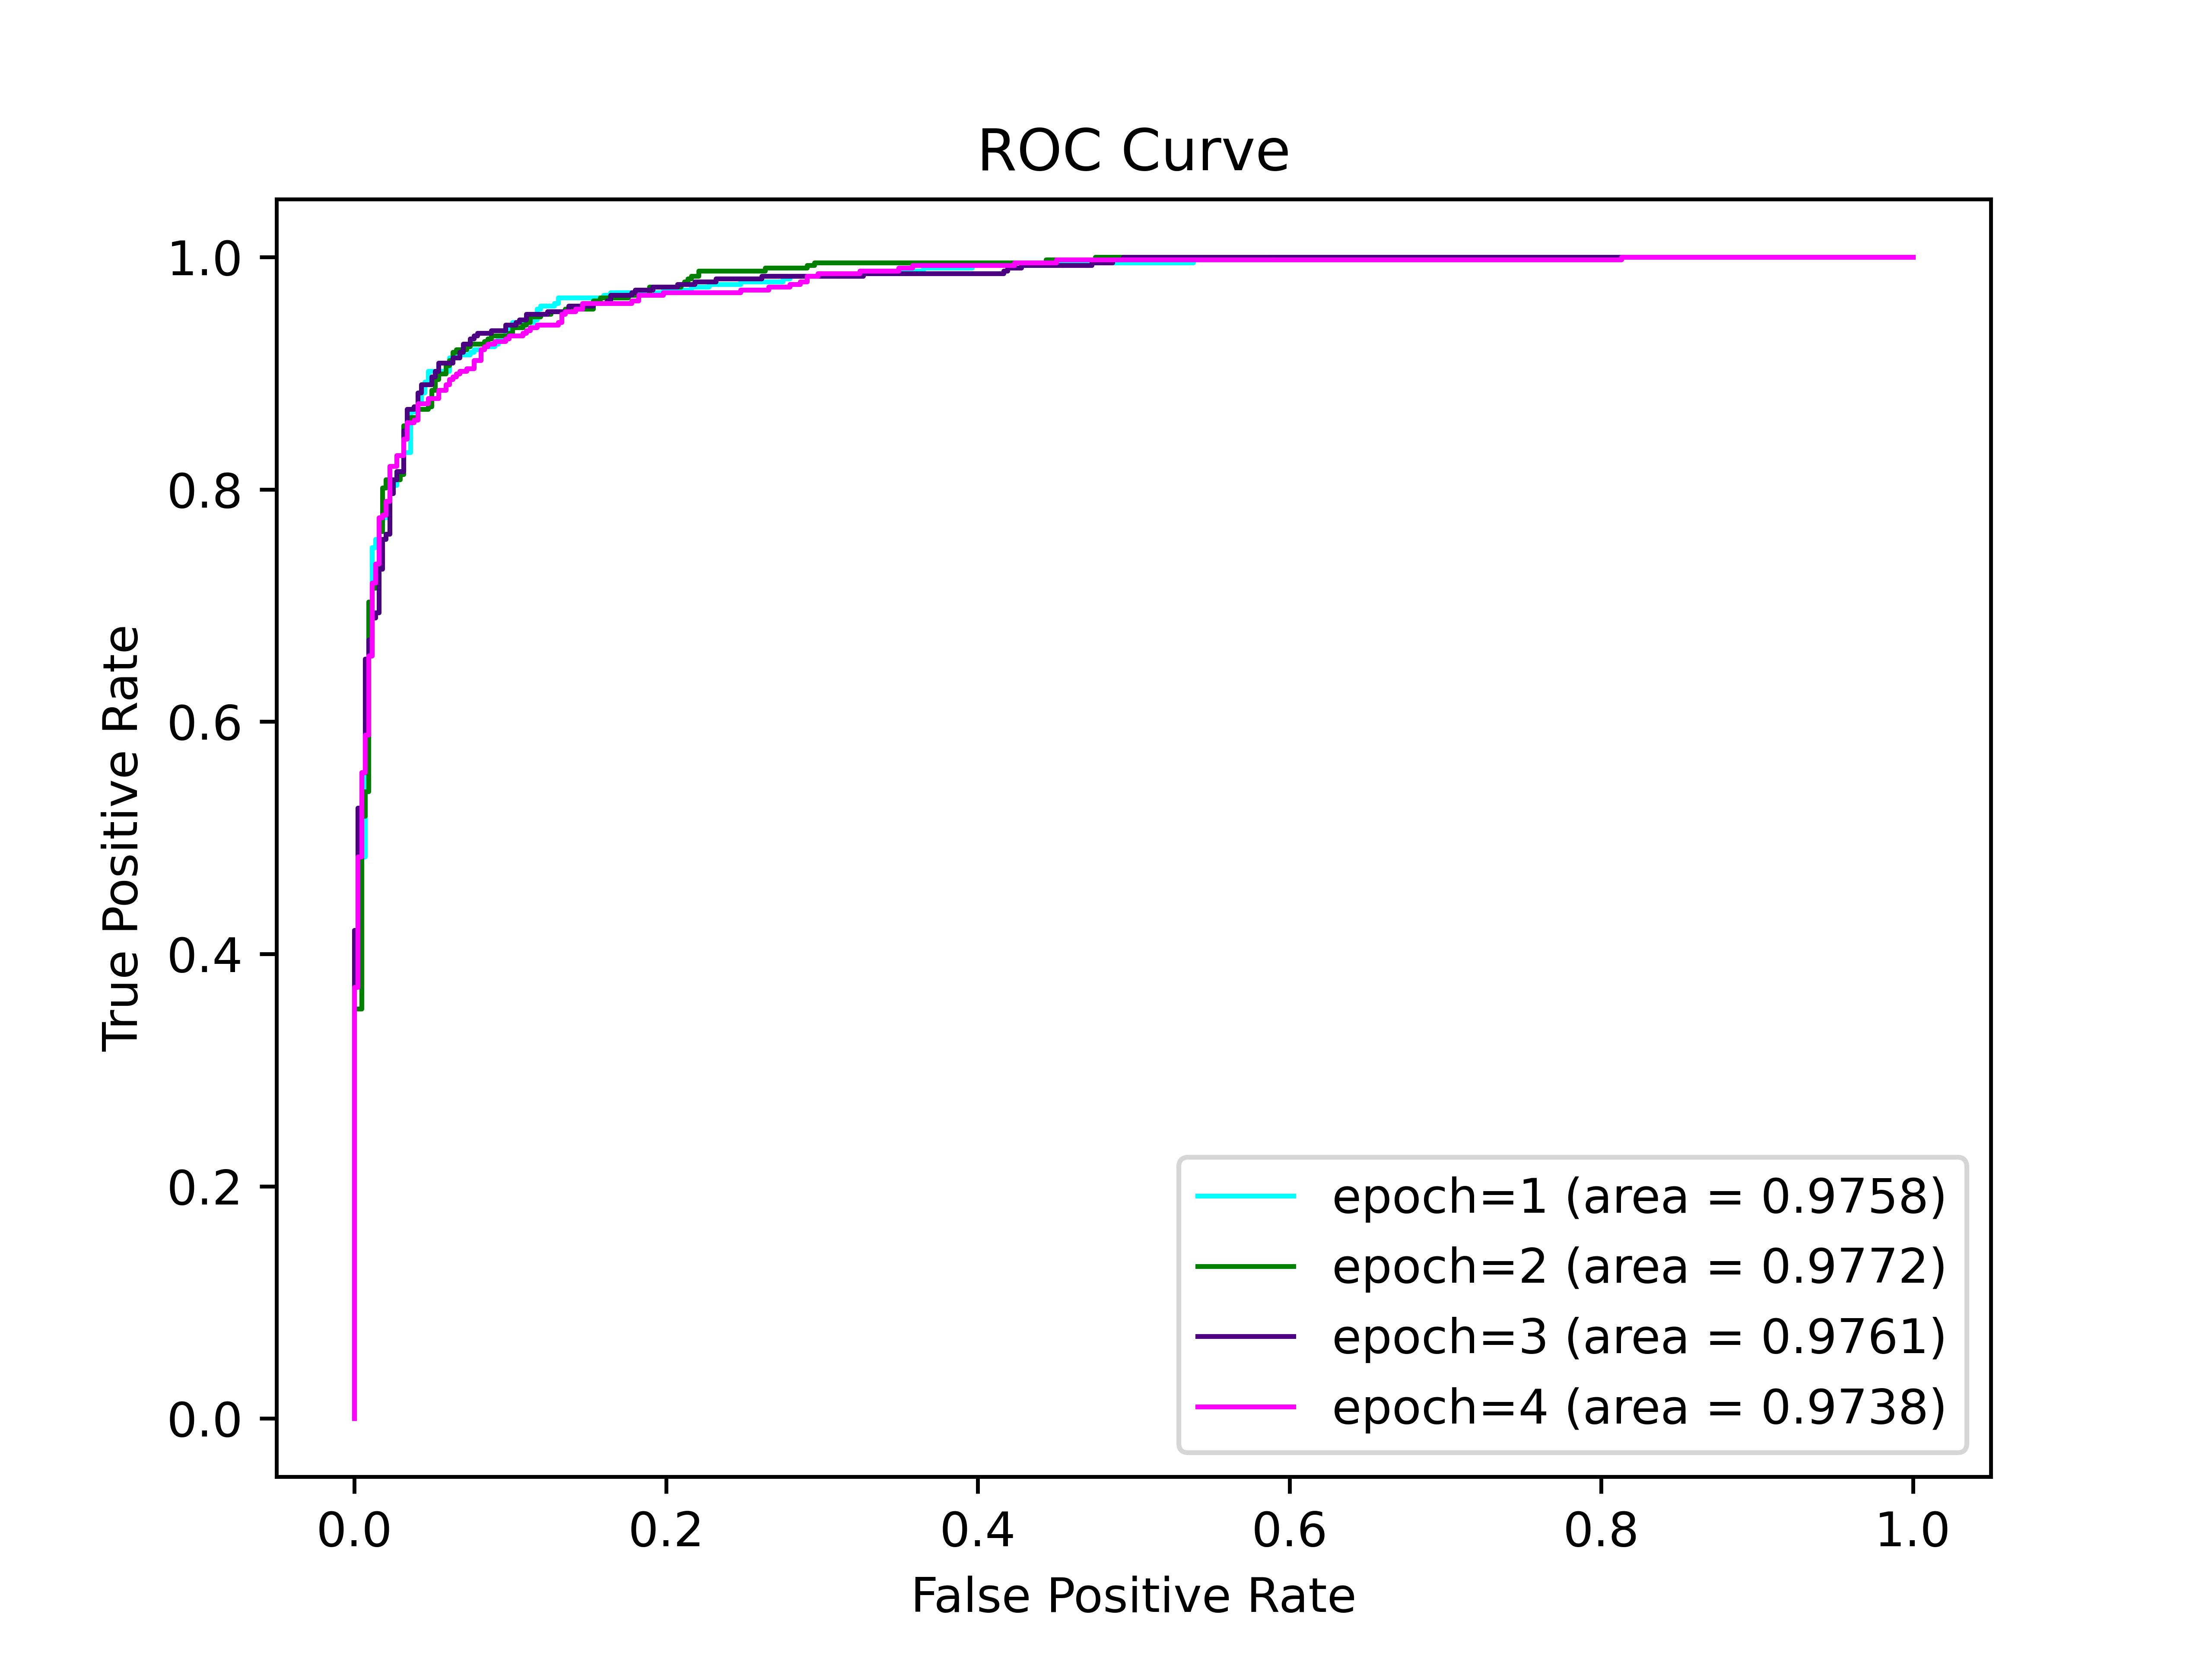 ROC Curve
1.0
0.8
0.6
0.4
0.2
0.0
True Positive Rate
epoch=1 (area = 0.9758)
epoch=2 (area = 0.9772)
epoch=3 (area = 0.9761)
epoch=4 (area = 0.9738)
0.0 0.2 0.4 0.6 0.8 1.0
False Positive Rate